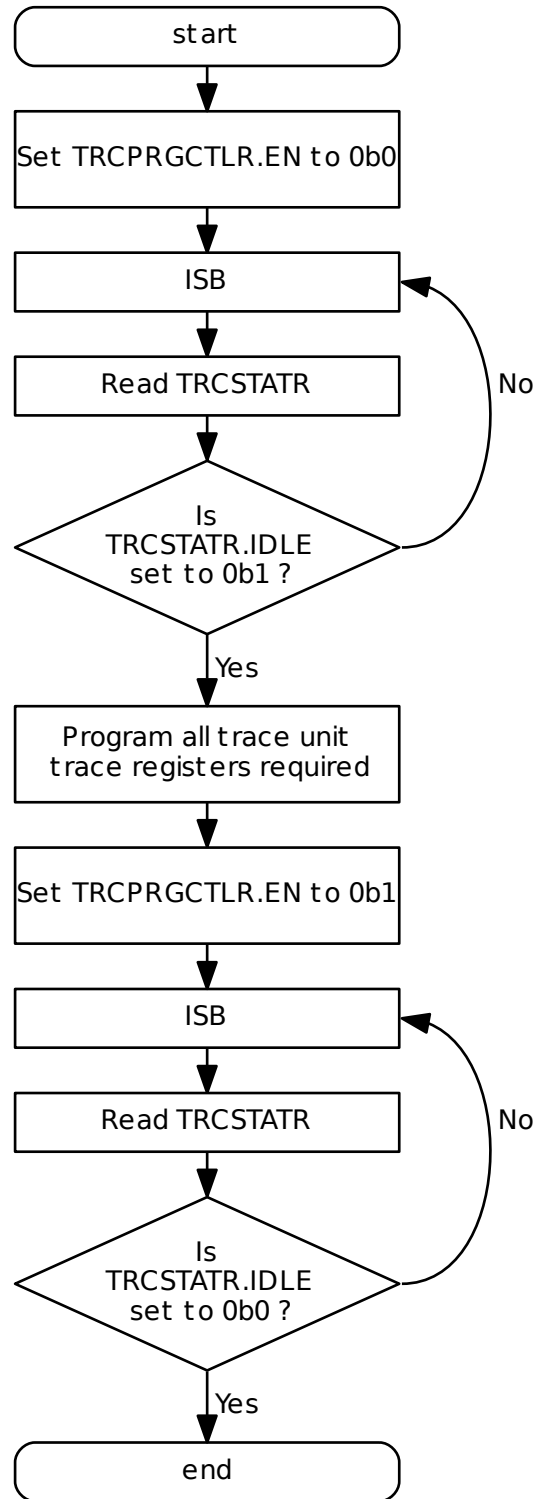 start
Set TRCPRGCTLR.EN to 0b0
ISB
Read TRCSTATR
No
Is
TRCSTATR.IDLE
set to 0b1 ?
Yes
Program all trace unit
trace registers required
Set TRCPRGCTLR.EN to 0b1
ISB
Read TRCSTATR
No
Is
TRCSTATR.IDLE
set to 0b0 ?
Yes
end